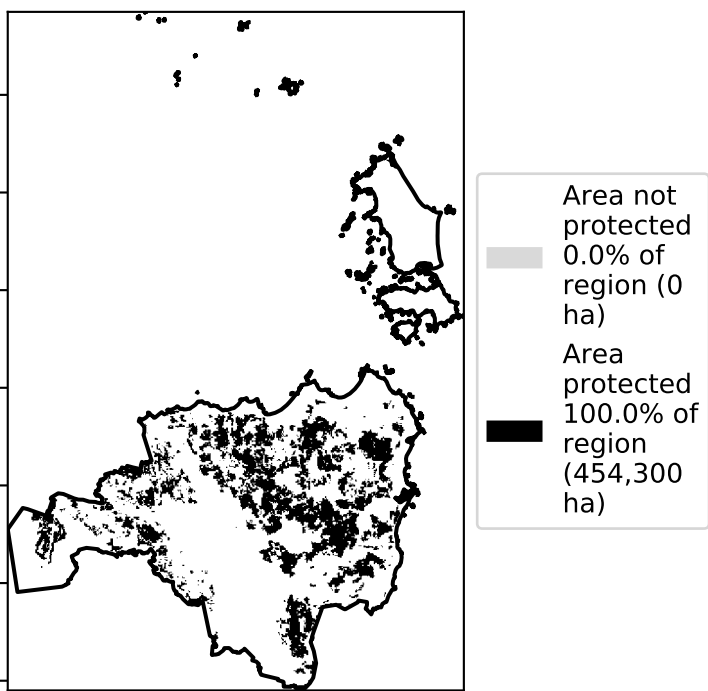 Area not
protected
0.0% of
region (0
ha)
Area
protected
100.0% of
region
(454,300
ha)